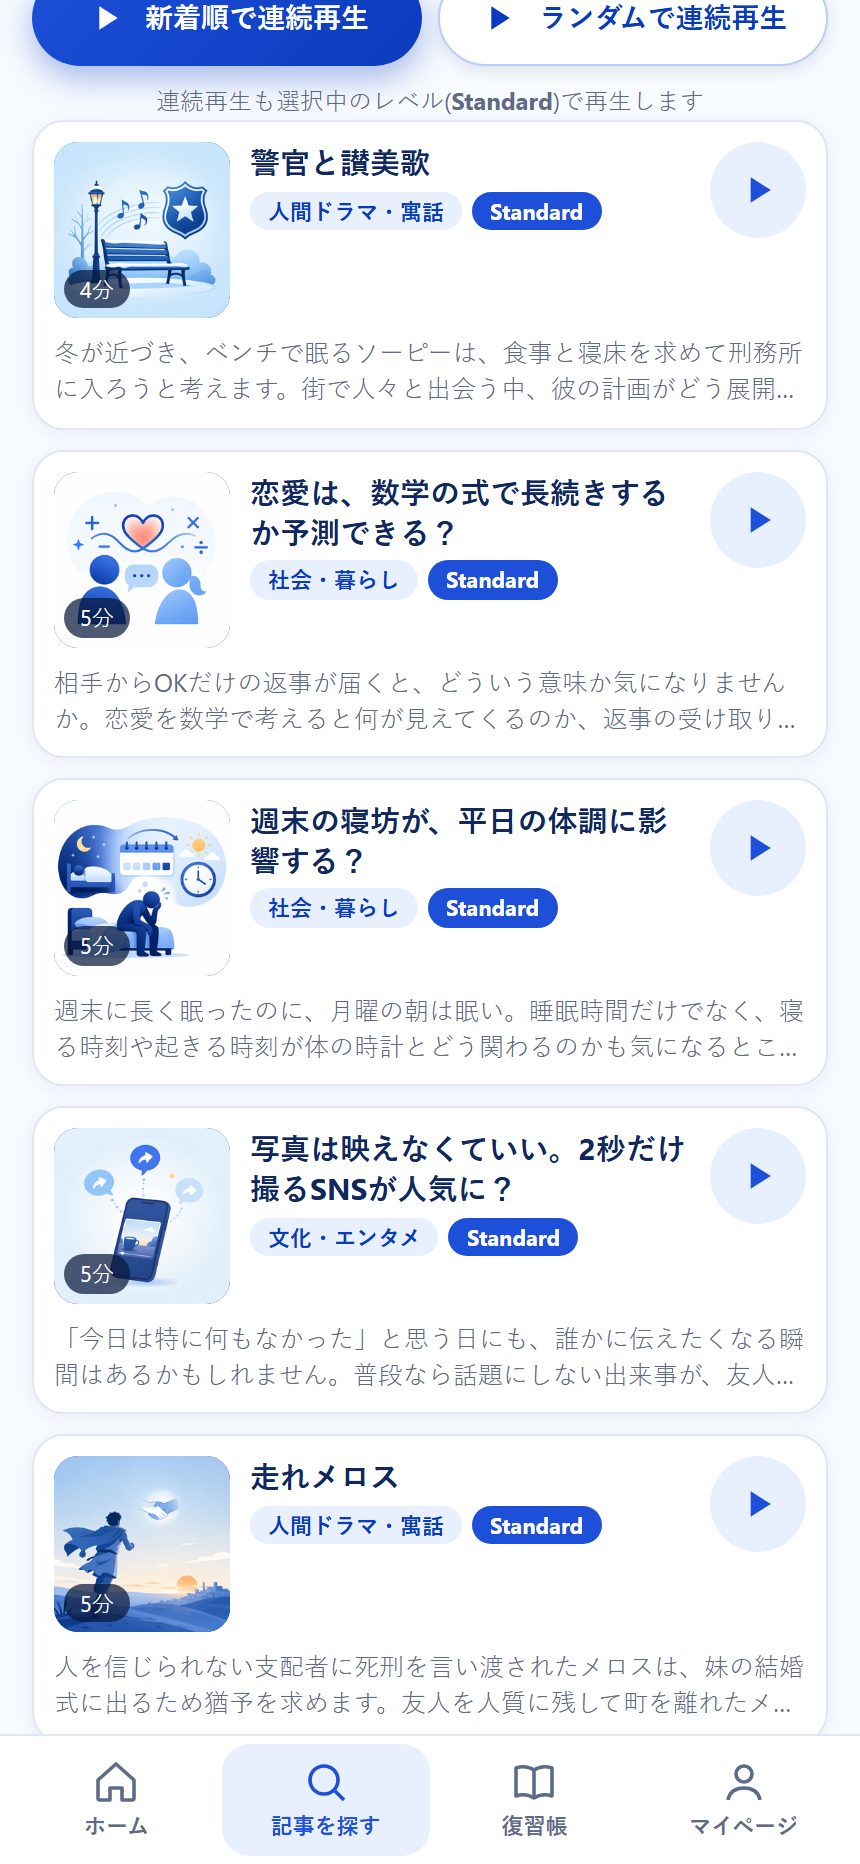 新着順で連続再生
ランダムで連続再生
連続再生も選択中のレベル(Standard)で再生します
警官と讃美歌
人間ドラマ・寓話
Standard
4分
冬が近づき、ベンチで眠るソーピーは、食事と寝床を求めて刑務所
に入ろうと考えます。街で人々と出会う中、彼の計画がどう展開...
恋愛は、数学の式で長続きする
か予測できる？
社会・暮らし
Standard
5分
相手からOKだけの返事が届くと、どういう意味か気になりません
か。恋愛を数学で考えると何が見えてくるのか、返事の受け取り...
週末の寝坊が、平日の体調に影
響する？
社会・暮らし
Standard
5分
週末に長く眠ったのに、月曜の朝は眠い。睡眠時間だけでなく、寝
る時刻や起きる時刻が体の時計とどう関わるのかも気になるとこ...
写真は映えなくていい。2秒だけ
撮るSNSが人気に？
文化・エンタメ
Standard
5分
「今日は特に何もなかった」と思う日にも、誰かに伝えたくなる瞬
間はあるかもしれません。普段なら話題にしない出来事が、友人...
走れメロス
人間ドラマ・寓話
Standard
5分
人を信じられない支配者に死刑を言い渡されたメロスは、妹の結婚
式に出るため猶予を求めます。友人を人質に残して町を離れたメ...
ホーム
記事を探す
復習帳
マイページ